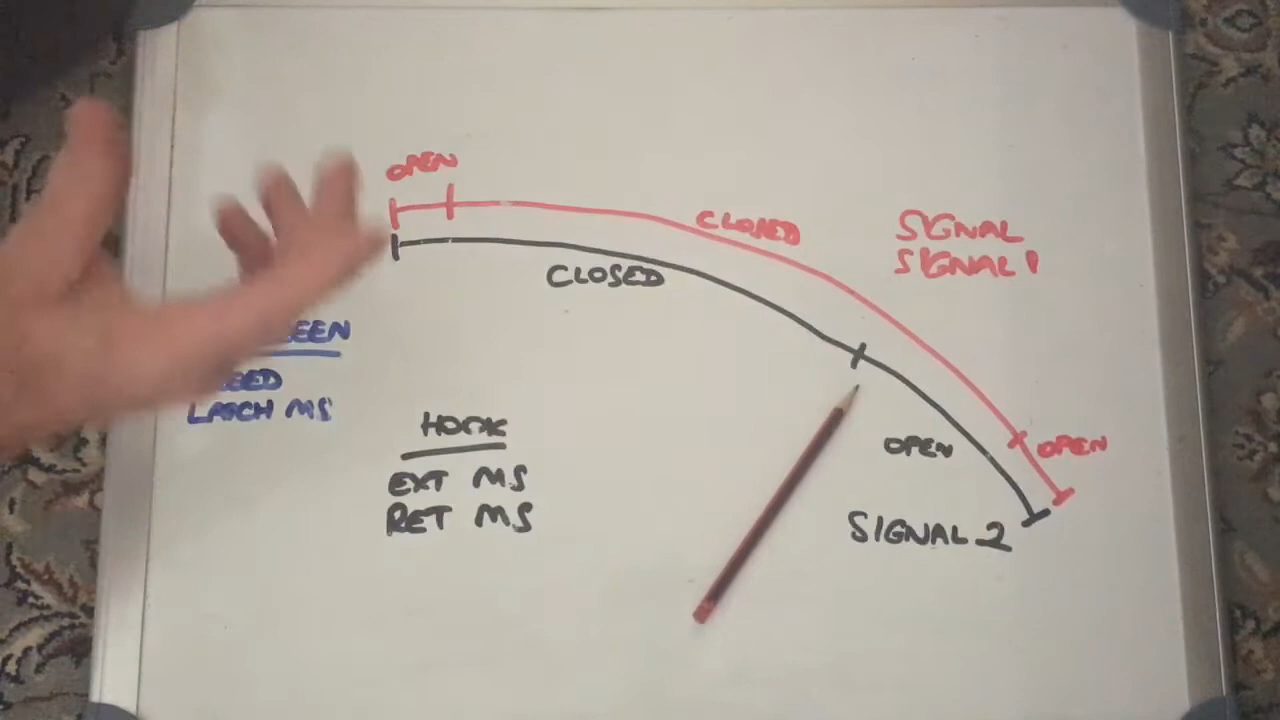 OPEN
CLOSED
SIGNAL
SIGNAL 1
CLOSED
LATCH MS
HOOK
EXT MS
RET MS
OPEN
OPEN
SIGNAL 2